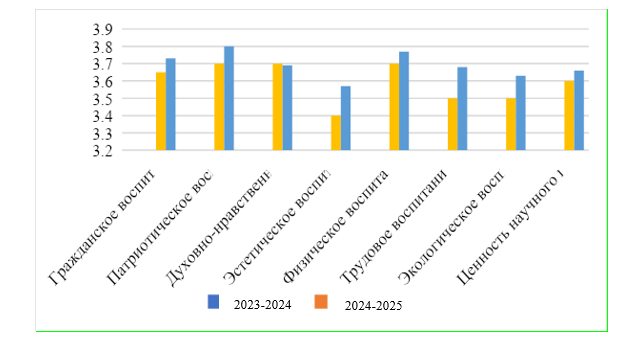 3.9
3.8
3.7
3.6
3.5
3.4
3.3
3.2
Гражданское воспит
Патриотическое вос
Духовно-нравственн
Эстетическое воспи
Физическое воспита
Трудовое воспитани
Экологическое восп
Ценность научного
2023-2024 2024-2025